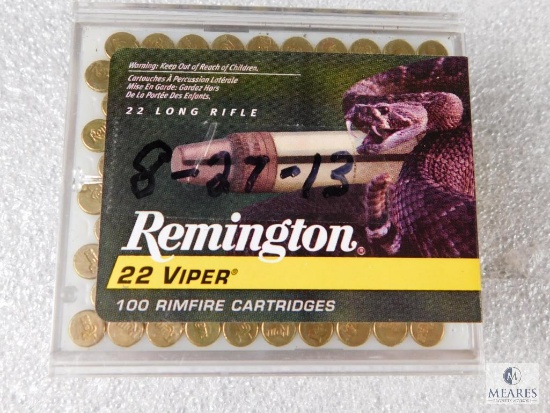 Warning: Keep Out of Reach of Children.
Cartouches À Percussion Latérale
Mise En Garde: Gardez Hors
De La Portée Des Enfants.
22 LONG RIFLE
8-27-13
Remington®
22 VIPER®
100 RIMFIRE CARTRIDGES
M
MEARES